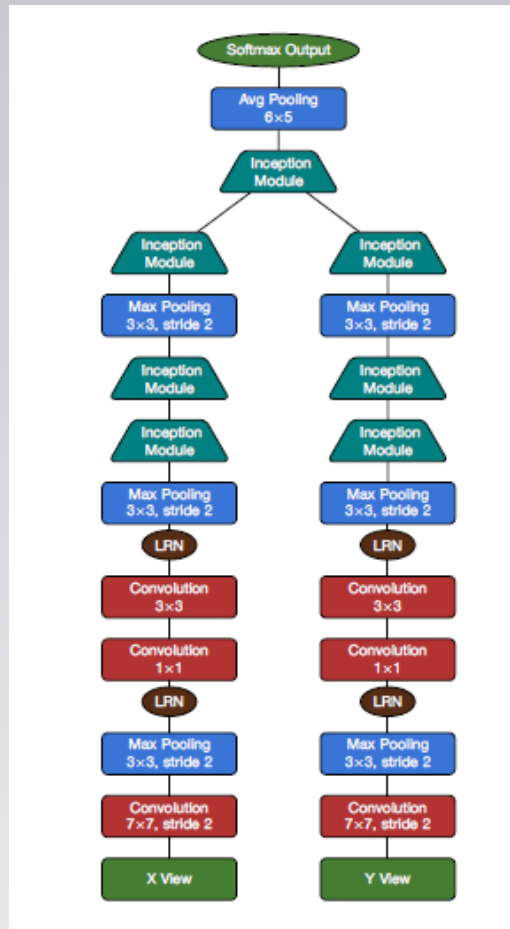 Softmax Output
Avg Pooling
6×5
Inception
Module
Inception
Module
Inception
Module
Max Pooling
3×3, stride 2
Max Pooling
3×3, stride 2
Inception
Module
Inception
Module
Inception
Module
Inception
Module
Max Pooling
3×3, stride 2
Max Pooling
3×3, stride 2
LRN
LRN
Convolution
3×3
Convolution
3×3
Convolution
1×1
Convolution
1×1
LRN
LRN
Max Pooling
3×3, stride 2
Max Pooling
3×3, stride 2
Convolution
7×7, stride 2
Convolution
7×7, stride 2
X View
Y View